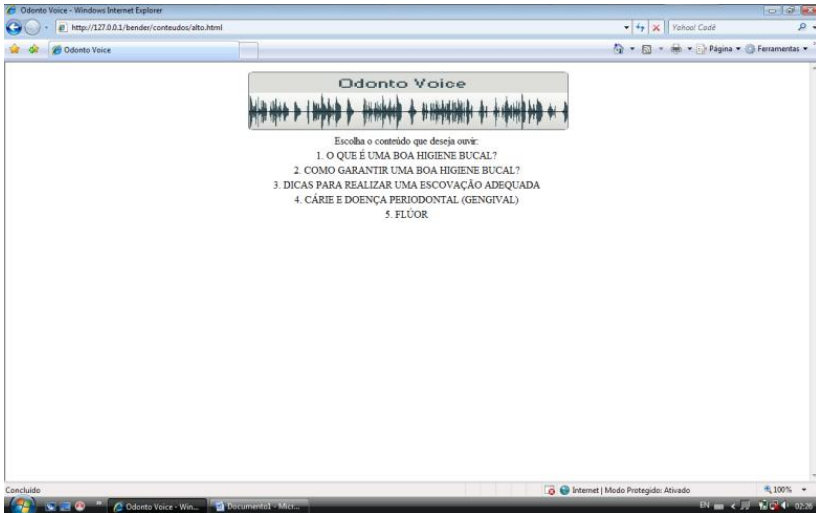 Odonto Voice - Windows Internet Explorer
http://127.0.0.1/bender/conteudos/alto.html
Yahoo! Cadê
Odonto Voice
Página
Ferramentas
Odonto Voice
Escolha o conteúdo que deseja ouvir:
1. O QUE É UMA BOA HIGIENE BUCAL?
2. COMO GARANTIR UMA BOA HIGIENE BUCAL?
3. DICAS PARA REALIZAR UMA ESCOVAÇÃO ADEQUADA
4. CÁRIE E DOENÇA PERIODONTAL (GENGIVAL)
5. FLÚOR
Concluído
Internet | Modo Protegido: Ativado
100%
Odonto Voice - Win...
Documento1 - Micr...
EN
02:26